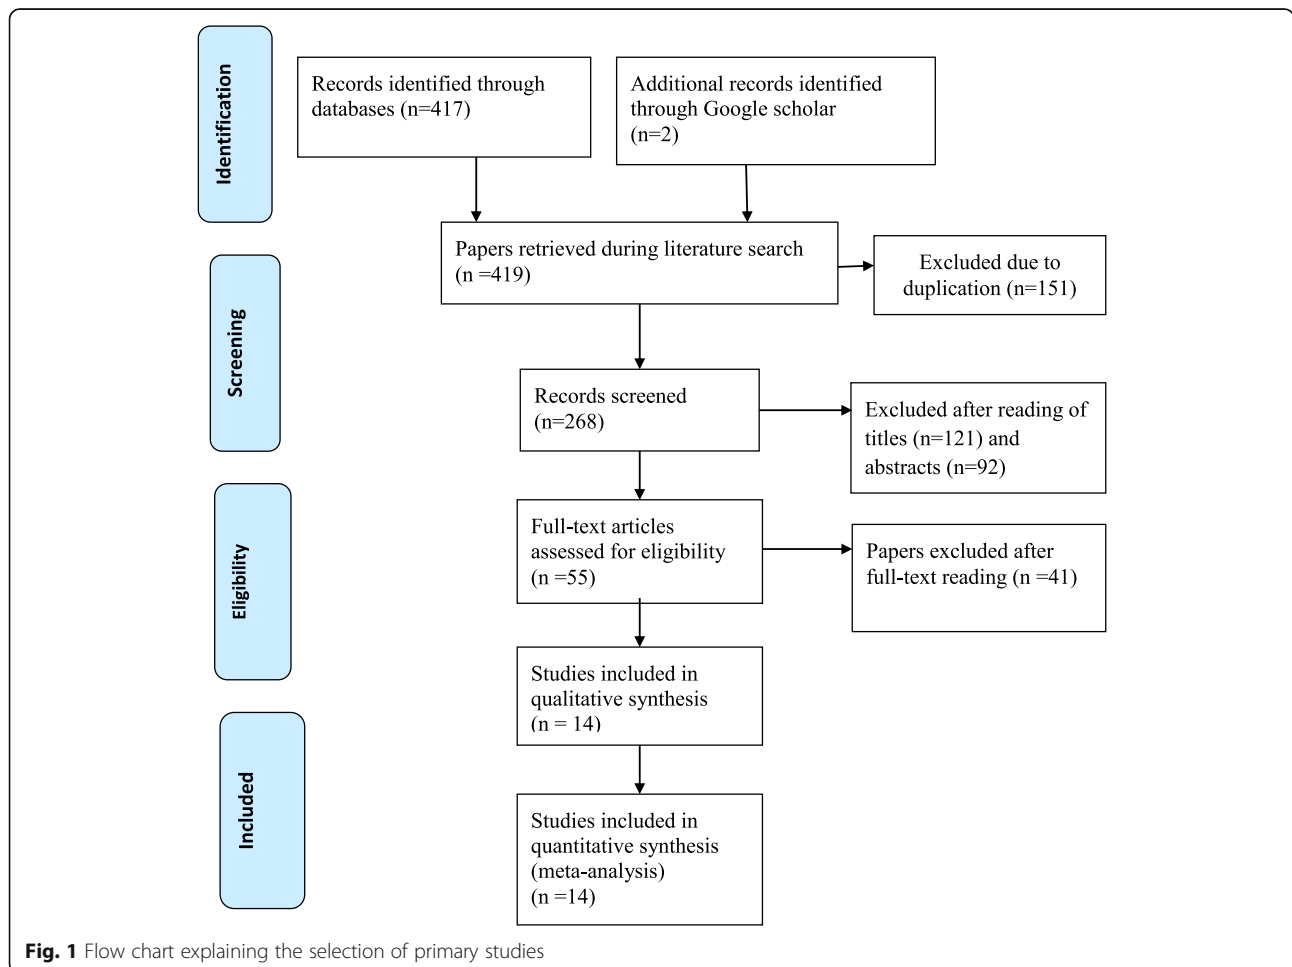 Identification
Records identified through
databases (n=417)
Additional records identified
through Google scholar
(n=2)
Papers retrieved during literature search
(n =419)
Excluded due to
duplication (n=151)
Screening
Records screened
(n=268)
Excluded after reading of
titles (n=121) and
abstracts (n=92)
Eligibility
Full-text articles
assessed for eligibility
(n =55)
Papers excluded after
full-text reading (n =41)
Studies included in
qualitative synthesis
(n = 14)
Included
Studies included in
quantitative synthesis
(meta-analysis)
(n =14)
Fig. 1 Flow chart explaining the selection of primary studies